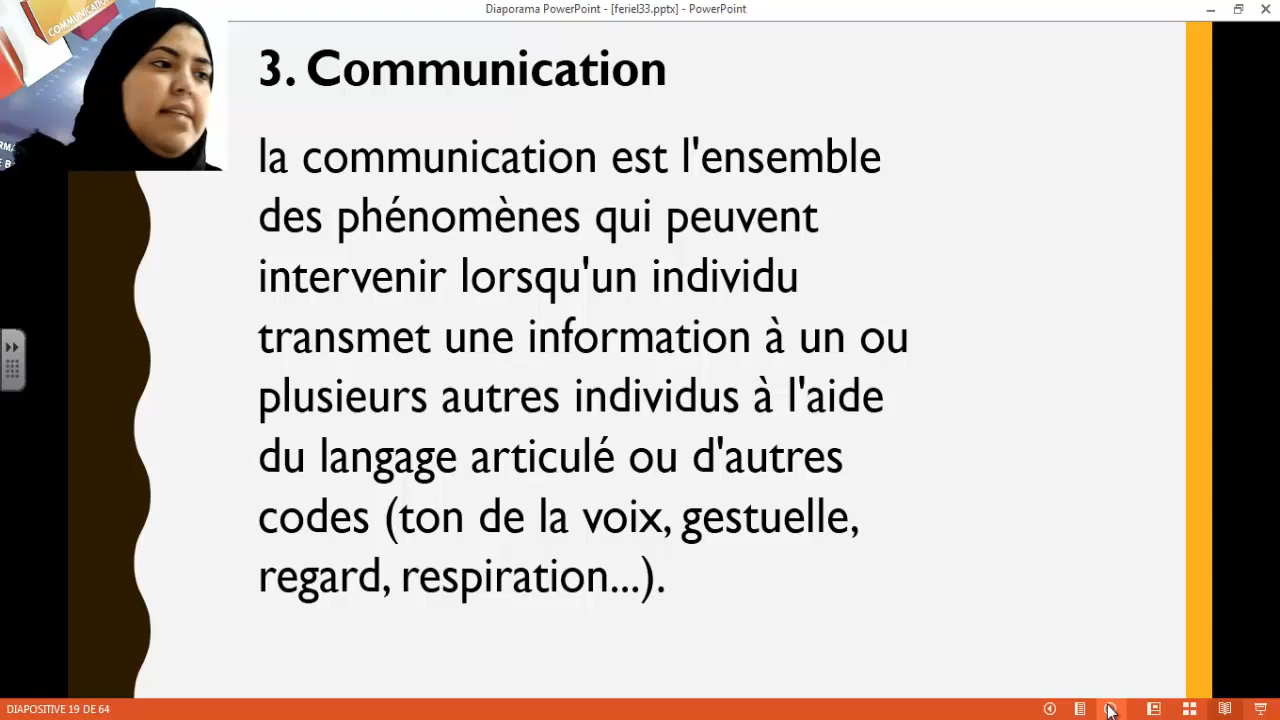 Diaporama PowerPoint - [feriel33.pptx] - PowerPoint
COMMUNICATION
3. Communication
la communication est l'ensemble
des phénomènes qui peuvent
intervenir lorsqu'un individu
transmet une information à un ou
plusieurs autres individus à l'aide
du langage articulé ou d'autres
codes (ton de la voix, gestuelle,
regard, respiration...).
DIAPOSITIVE 19 DE 64